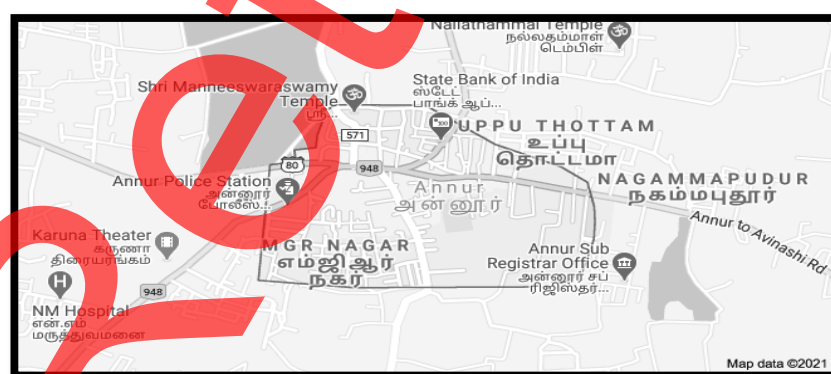 Nallathammal Temple
நல்லதம்மாள்
டெம்பிள்
Shri Manneeswaraswamy
Temple
ஸ்ரீ...
State Bank of India
ஸ்டேட்
பாங்க் ஆப்...
571
UPPU THOTTAM
உப்பு
தொட்டமா
80
948
Annur Police Station
அன்னூர்
போலீஸ்...
Annur
அன்னூர்
NAGAMMAPUDUR
நகம்மபுதூர்
Annur to Avinashi Rd
Karuna Theater
கருணா
திரையரங்கம்
MGR NAGAR
எம்ஜிஆர்
நகர்
Annur Sub
Registrar Office
அன்னூர் சப்
ரிஜிஸ்தர்...
948
NM Hospital
என்.எம்
மருத்துவமனை
Map data ©2021